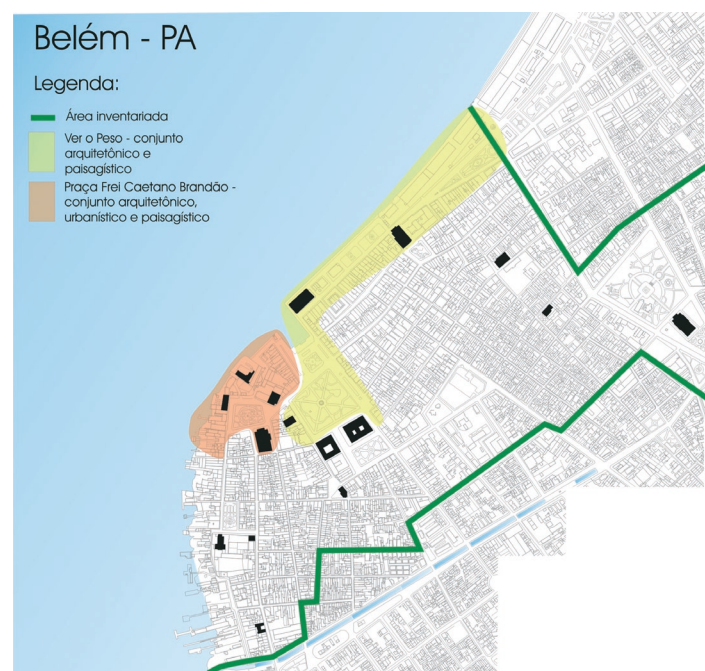 Belém - PA
Legenda:
Área inventariada
Ver o Peso - conjunto
arquitetônico e
paisagístico
Praça Frei Caetano Brandão -
conjunto arquitetônico,
urbanístico e paisagístico